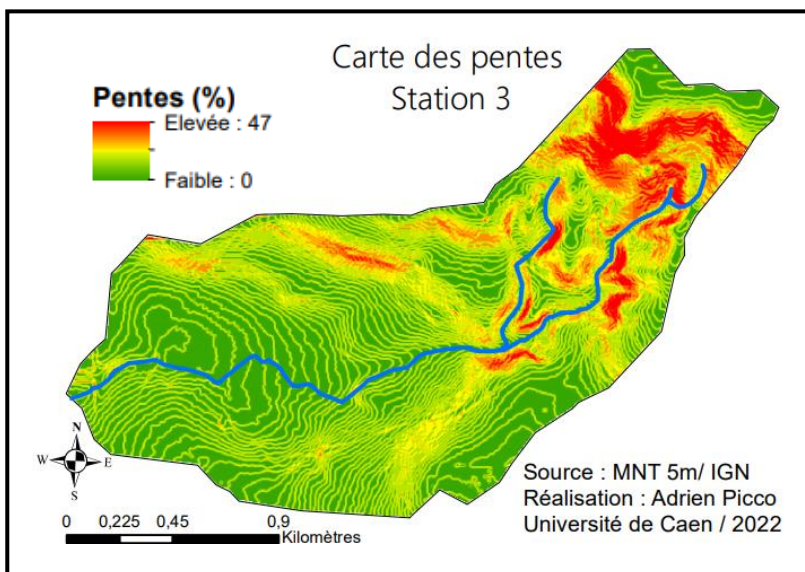 Carte des pentes
Station 3
Pentes (%)
Elevée : 47
Faible : 0
N
W E
S
0 0,225 0,45 0,9
Kilomètres
Source : MNT 5m/ IGN
Réalisation : Adrien Picco
Université de Caen / 2022